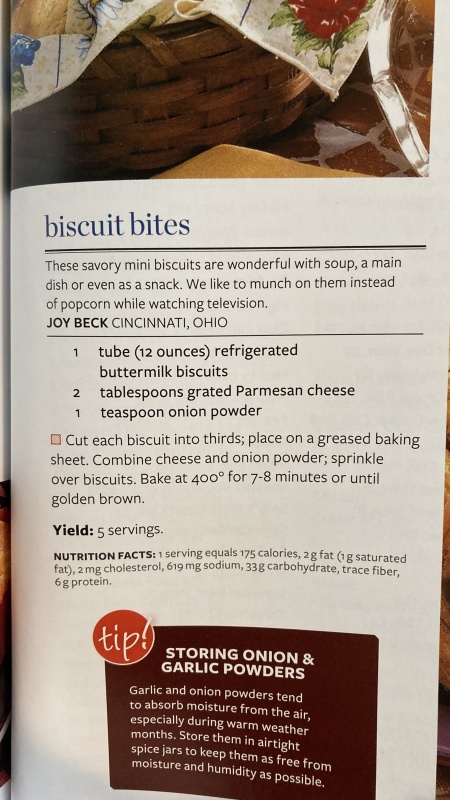 biscuit bites
These savory mini biscuits are wonderful with soup, a main
dish or even as a snack. We like to munch on them instead
of popcorn while watching television.
JOY BECK CINCINNATI, OHIO
1 tube (12 ounces) refrigerated
buttermilk biscuits
2 tablespoons grated Parmesan cheese
1 teaspoon onion powder
Cut each biscuit into thirds; place on a greased baking
sheet. Combine cheese and onion powder; sprinkle
over biscuits. Bake at 400° for 7-8 minutes or until
golden brown.
Yield: 5 servings.
NUTRITION FACTS: 1 serving equals 175 calories, 2 g fat (1 g saturated
fat), 2 mg cholesterol, 619 mg sodium, 33 g carbohydrate, trace fiber,
6 g protein.
tip!
STORING ONION &
GARLIC POWDERS
Garlic and onion powders tend
to absorb moisture from the air,
especially during warm weather
months. Store them in airtight
spice jars to keep them as free from
moisture and humidity as possible.